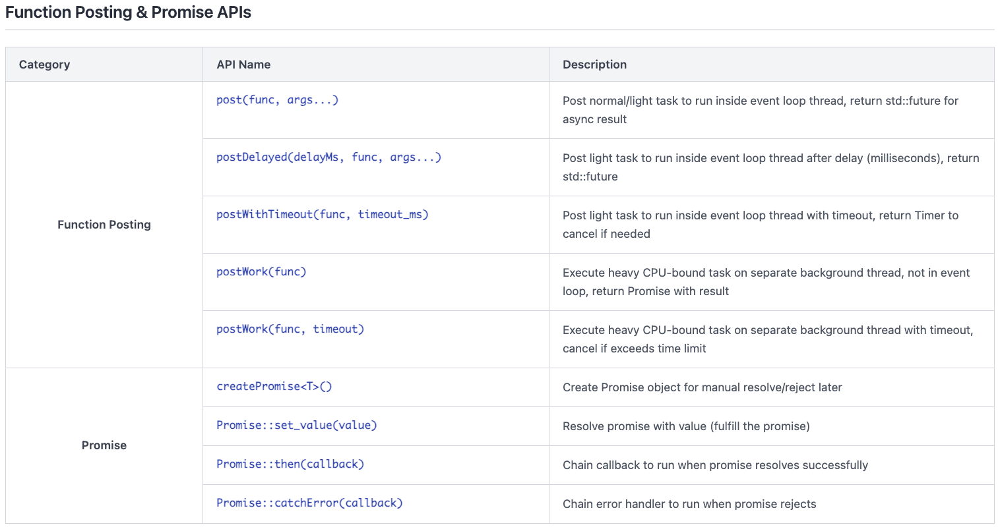 Function Posting & Promise APIs
Category
API Name
Description
Function Posting
post(func, args...)
Post normal/light task to run inside event loop thread, return std::future for
async result
postDelayed(delayMs, func, args...)
Post light task to run inside event loop thread after delay (milliseconds), return
std::future
postWithTimeout(func, timeout_ms)
Post light task to run inside event loop thread with timeout, return Timer to
cancel if needed
postWork(func)
Execute heavy CPU-bound task on separate background thread, not in event
loop, return Promise with result
postWork(func, timeout)
Execute heavy CPU-bound task on separate background thread with timeout,
cancel if exceeds time limit
Promise
createPromise<T>()
Create Promise object for manual resolve/reject later
Promise::set_value(value)
Resolve promise with value (fulfill the promise)
Promise::then(callback)
Chain callback to run when promise resolves successfully
Promise::catchError(callback)
Chain error handler to run when promise rejects